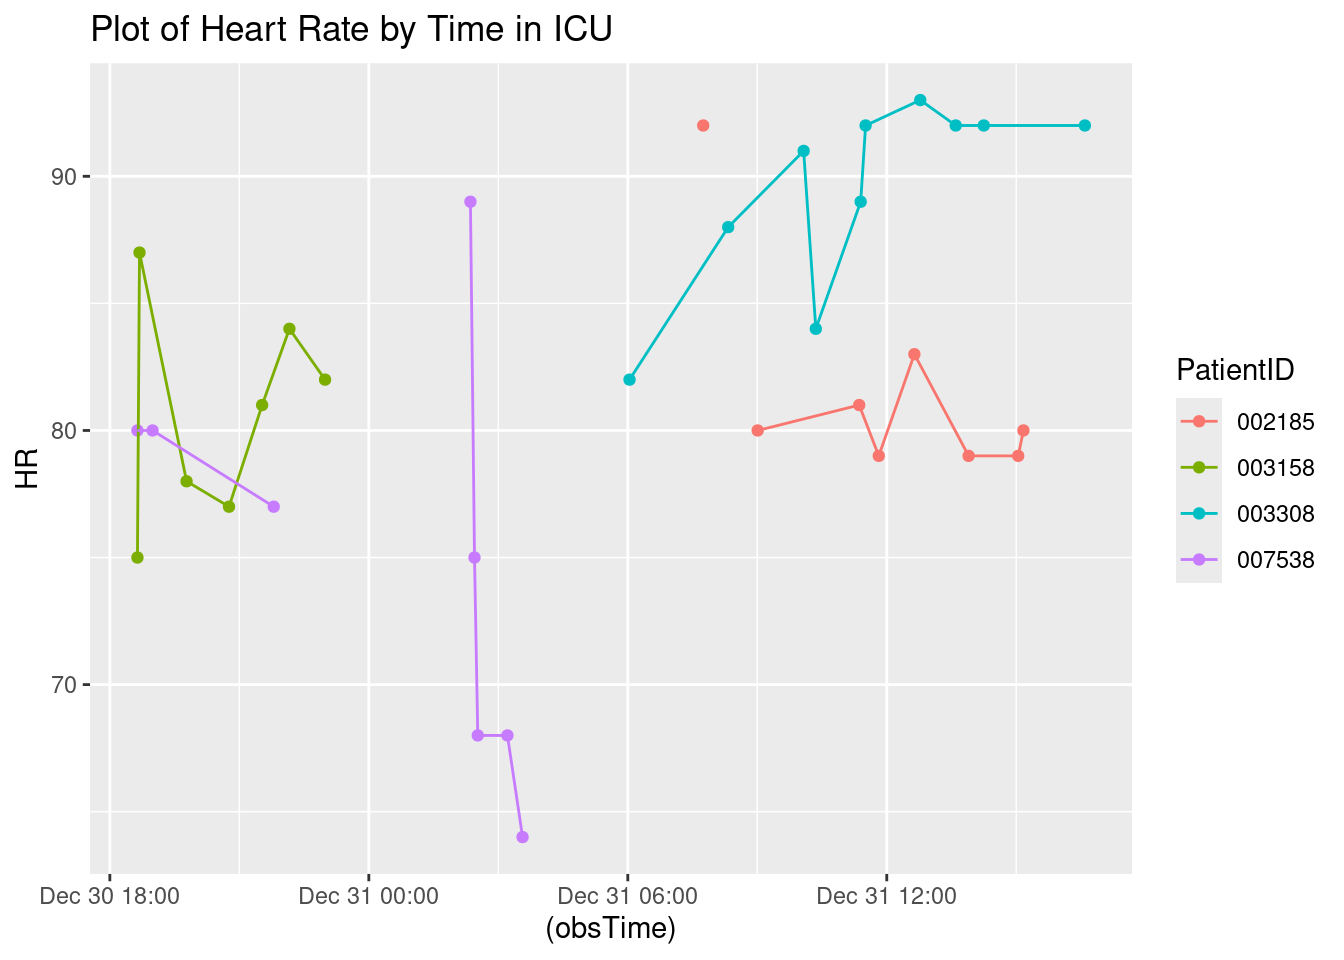 Plot of Heart Rate by Time in ICU
HR
90
80
70
Dec 30 18:00
Dec 31 00:00
Dec 31 06:00
Dec 31 12:00
(obsTime)
PatientID
002185
003158
003308
007538